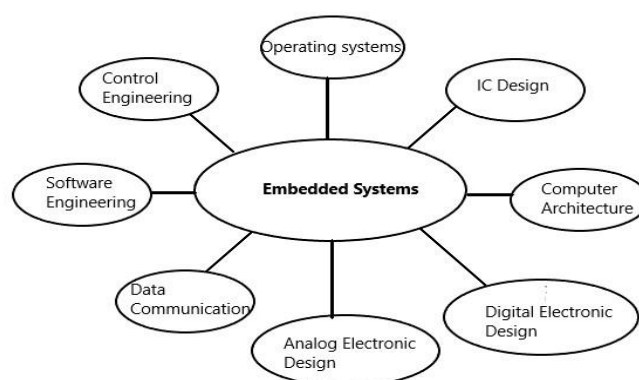 Operating systems
Control
Engineering
IC Design
Software
Engineering
Embedded Systems
Computer
Architecture
Data
Communication
Digital Electronic
Design
Analog Electronic
Design